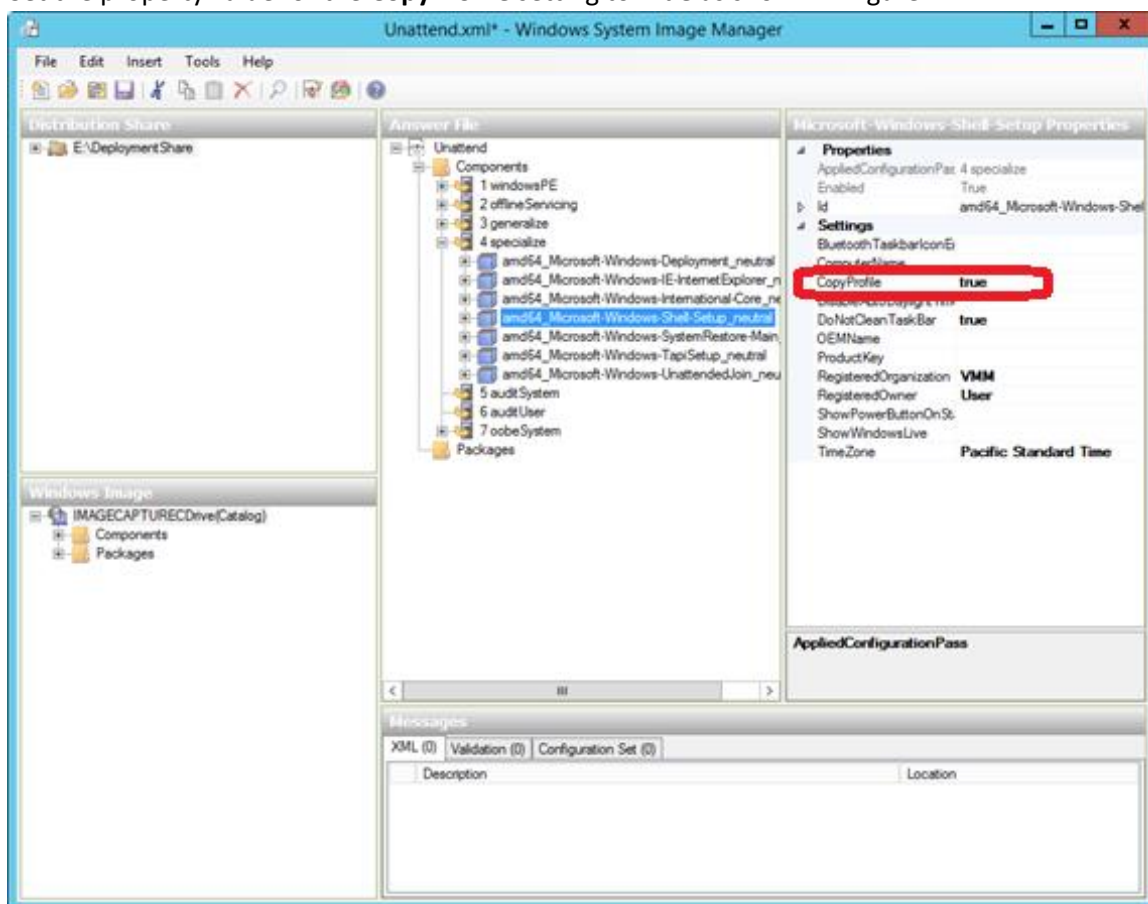 Unattend.xml* - Windows System Image Manager
File Edit Insert Tools Help
Distribution Share
E:\DeploymentShare
Answer File
Unattend
Components
1 windowsPE
2 offlineServicing
3 generalize
4 specialize
amd64_Microsoft-Windows-Deployment_neutral
amd64_Microsoft-Windows-IE-InternetExplorer_n
amd64_Microsoft-Windows-International-Core_ne
amd64_Microsoft-Windows-Shell-Setup_neutral
amd64_Microsoft-Windows-SystemRestore-Main
amd64_Microsoft-Windows-TapiSetup_neutral
amd64_Microsoft-Windows-UnattendedJoin_neu
5 auditSystem
6 auditUser
7 oobeSystem
Packages
Microsoft-Windows-Shell-Setup Properties
Properties
AppliedConfigurationPas 4 specialize
Enabled True
Id amd64_Microsoft-Windows-Shel
Settings
BluetoothTaskbarIconE
ComputerName
CopyProfile true
DoNotCleanTaskBar true
OEMName
ProductKey
RegisteredOrganization VMM
RegisteredOwner User
ShowPowerButtonOnSt
ShowWindowsLive
TimeZone Pacific Standard Time
AppliedConfigurationPass
Windows Image
IMAGECAPTURECDrive(Catalog)
Components
Packages
Messages
XML (0) Validation (0) Configuration Set (0)
Description Location